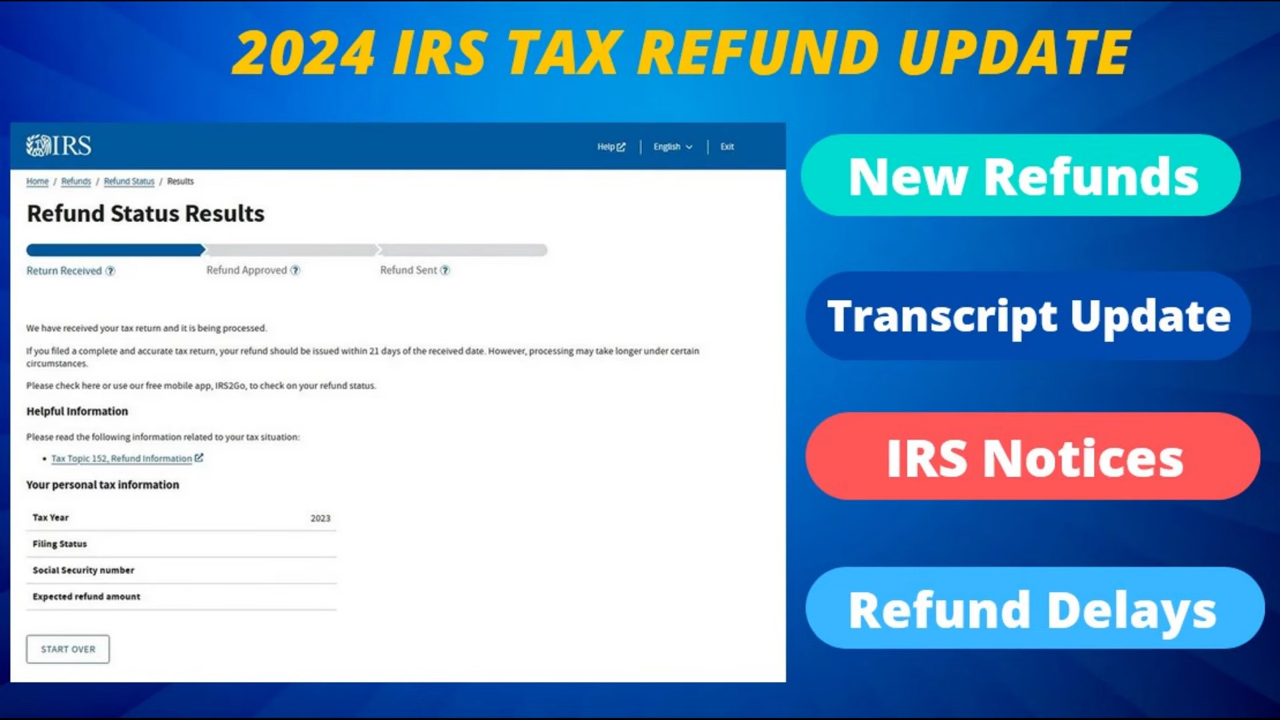 2024 IRS TAX REFUND UPDATE
IRS
Help
English
Exit
Home / Refunds / Refund Status / Results
Refund Status Results
Return Received ?
Refund Approved ?
Refund Sent ?
We have received your tax return and it is being processed.
If you filed a complete and accurate tax return, your refund should be issued within 21 days of the received date. However, processing may take longer under certain
circumstances.
Please check here or use our free mobile app, IRS2Go, to check on your refund status.
Helpful Information
Please read the following information related to your tax situation:
• Tax Topic 152, Refund Information
Your personal tax information
Tax Year 2023
Filing Status
Social Security number
Expected refund amount
START OVER
New Refunds
Transcript Update
IRS Notices
Refund Delays